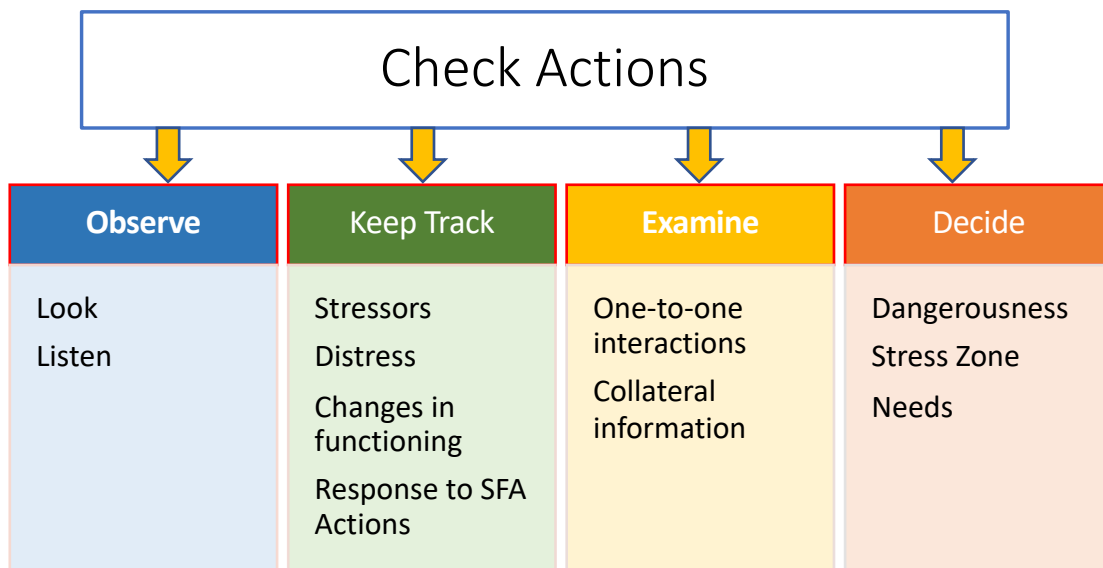 Check Actions
Observe
Look
Listen
Keep Track
Stressors
Distress
Changes in
functioning
Response to SFA
Actions
Examine
One-to-one
interactions
Collateral
information
Decide
Dangerousness
Stress Zone
Needs